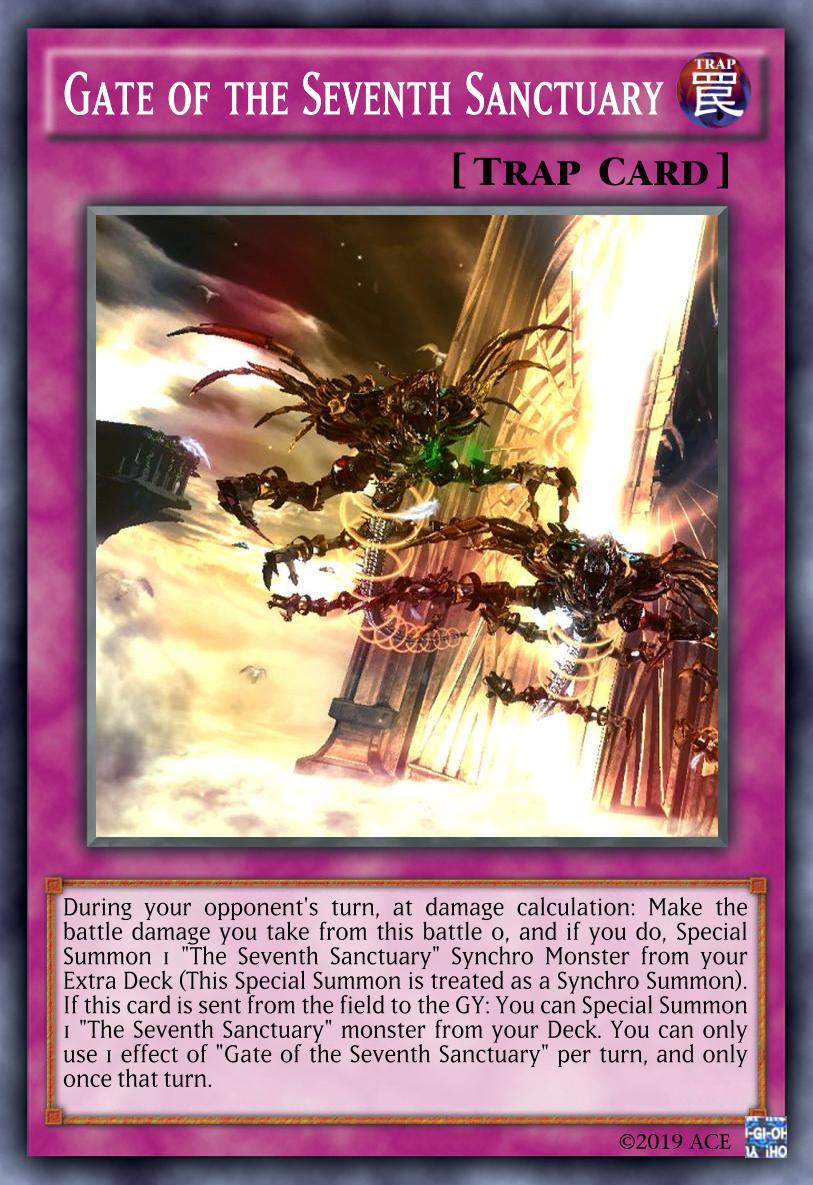 Gate of the Seventh Sanctuary
TRAP
罠
[Trap Card]
During your opponent's turn, at damage calculation: Make the
battle damage you take from this battle 0, and if you do, Special
Summon 1 "The Seventh Sanctuary" Synchro Monster from your
Extra Deck (This Special Summon is treated as a Synchro Summon).
If this card is sent from the field to the GY: You can Special Summon
1 "The Seventh Sanctuary" monster from your Deck. You can only
use 1 effect of "Gate of the Seventh Sanctuary" per turn, and only
once that turn.
©2019 ACE